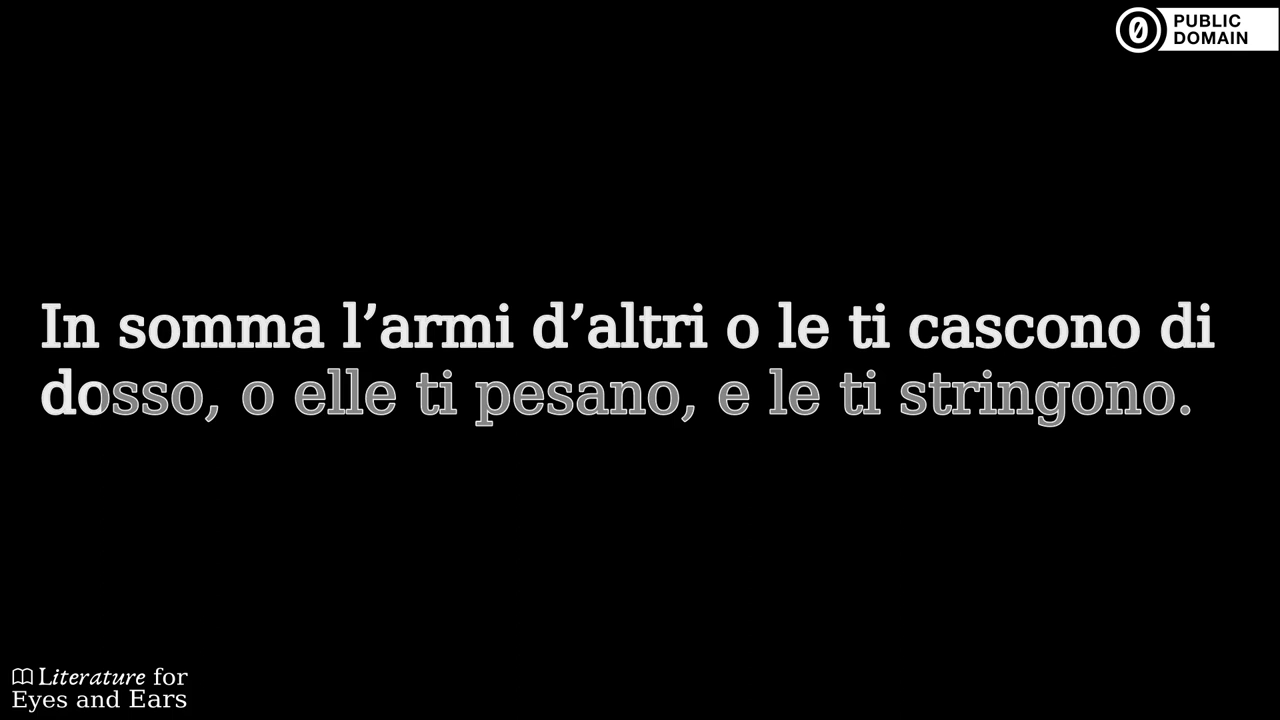 PUBLIC
DOMAIN
In somma l’armi d’altri o le ti cascono di
dosso, o elle ti pesano, e le ti stringono.
Literature for
Eyes and Ears